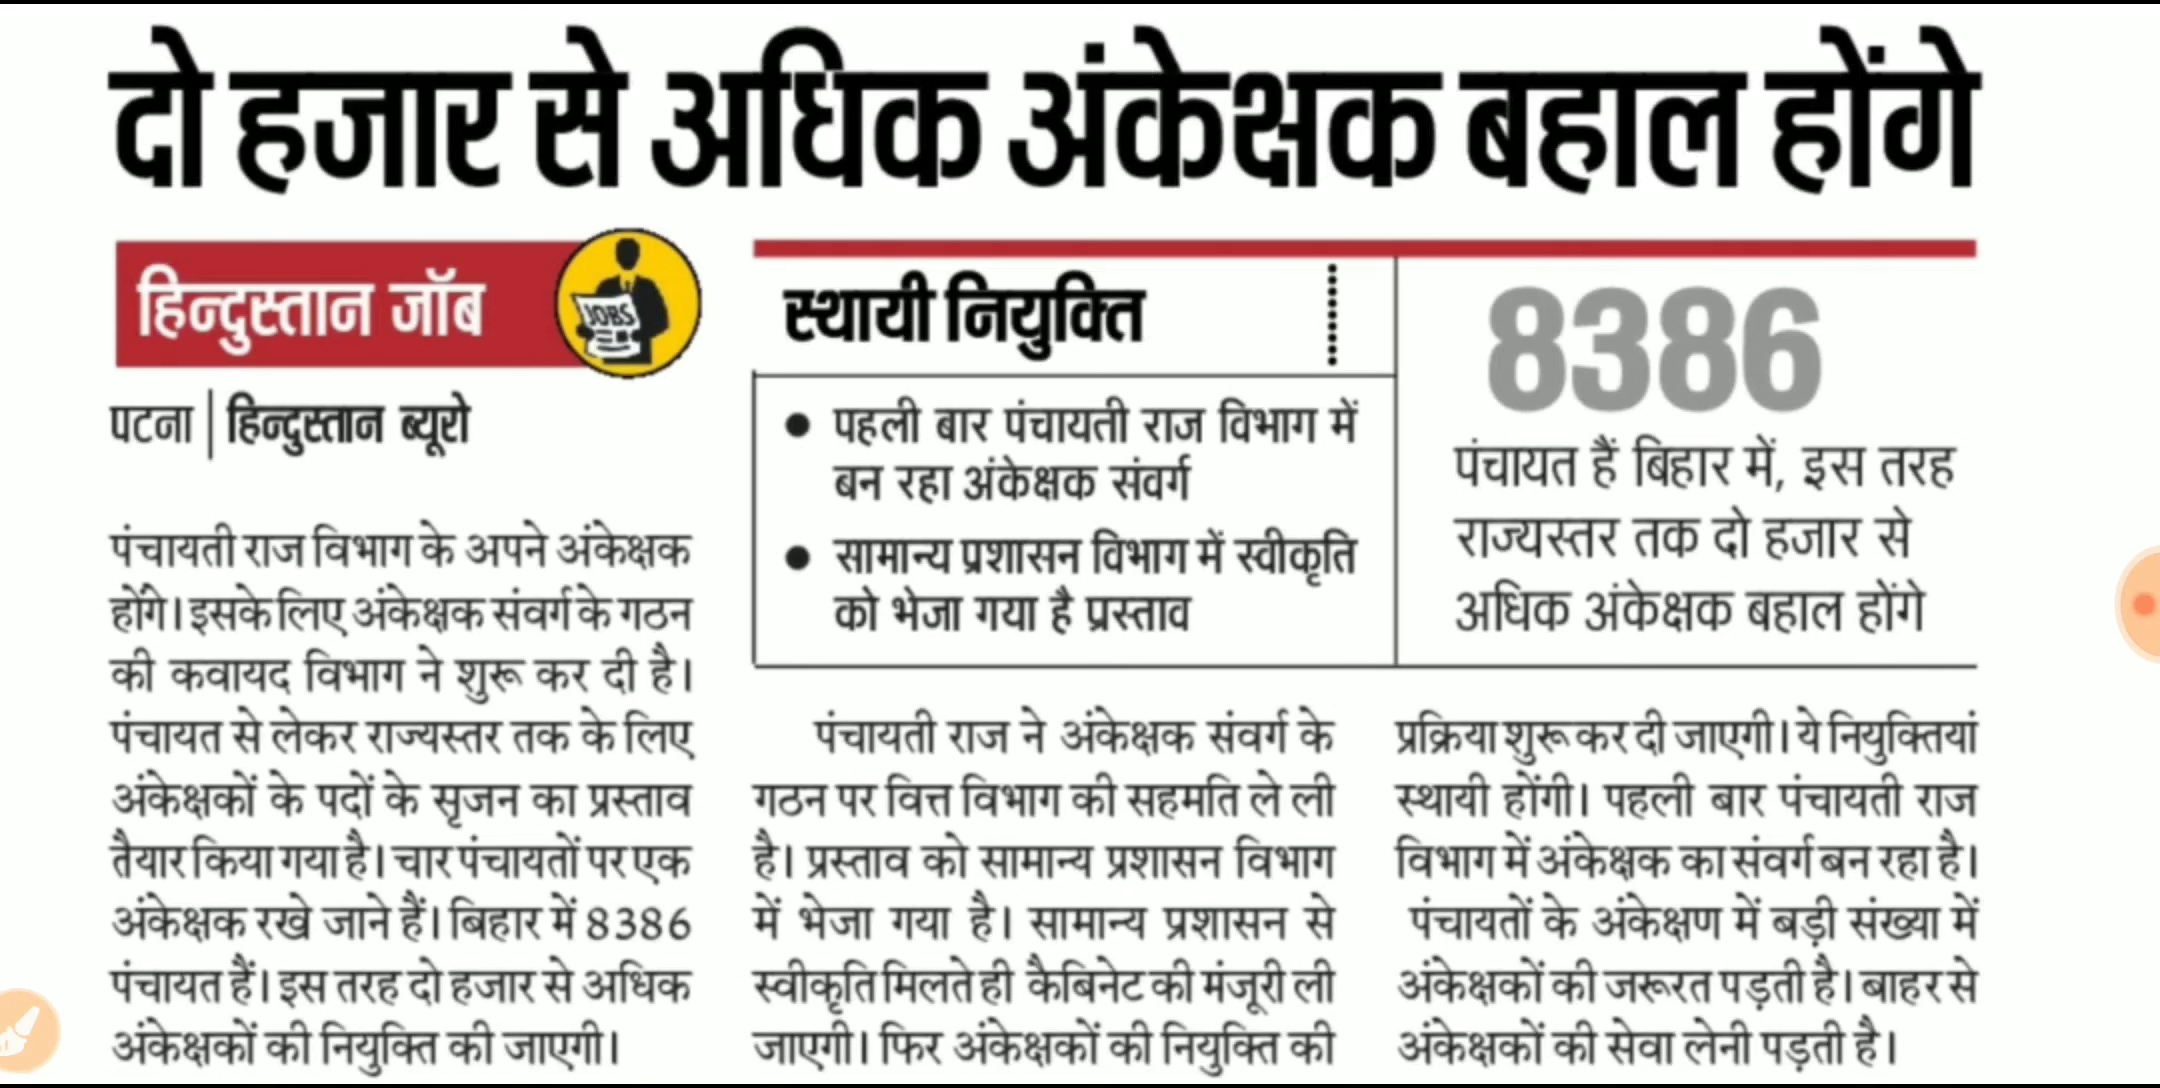 दो हजार से अधिक अंकेक्षक बहाल होंगे
हिन्दुस्तान जॉब
JOBS
पटना | हिन्दुस्तान ब्यूरो
पंचायती राज विभाग के अपने अंकेक्षक
होंगे। इसके लिए अंकेक्षक संवर्ग के गठन
की कवायद विभाग ने शुरू कर दी है।
पंचायत से लेकर राज्यस्तर तक के लिए
अंकेक्षकों के पदों के सृजन का प्रस्ताव
तैयार किया गया है। चार पंचायतों पर एक
अंकेक्षक रखे जाने हैं। बिहार में 8386
पंचायत हैं। इस तरह दो हजार से अधिक
अंकेक्षकों की नियुक्ति की जाएगी।
स्थायी नियुक्ति
● पहली बार पंचायती राज विभाग में
बन रहा अंकेक्षक संवर्ग
● सामान्य प्रशासन विभाग में स्वीकृति
को भेजा गया है प्रस्ताव
8386
पंचायत हैं बिहार में, इस तरह
राज्यस्तर तक दो हजार से
अधिक अंकेक्षक बहाल होंगे
पंचायती राज ने अंकेक्षक संवर्ग के
गठन पर वित्त विभाग की सहमति ले ली
है। प्रस्ताव को सामान्य प्रशासन विभाग
में भेजा गया है। सामान्य प्रशासन से
स्वीकृति मिलते ही कैबिनेट की मंजूरी ली
जाएगी। फिर अंकेक्षकों की नियुक्ति की
प्रक्रिया शुरू कर दी जाएगी। ये नियुक्तियां
स्थायी होंगी। पहली बार पंचायती राज
विभाग में अंकेक्षक का संवर्ग बन रहा है।
पंचायतों के अंकेक्षण में बड़ी संख्या में
अंकेक्षकों की जरूरत पड़ती है। बाहर से
अंकेक्षकों की सेवा लेनी पड़ती है।